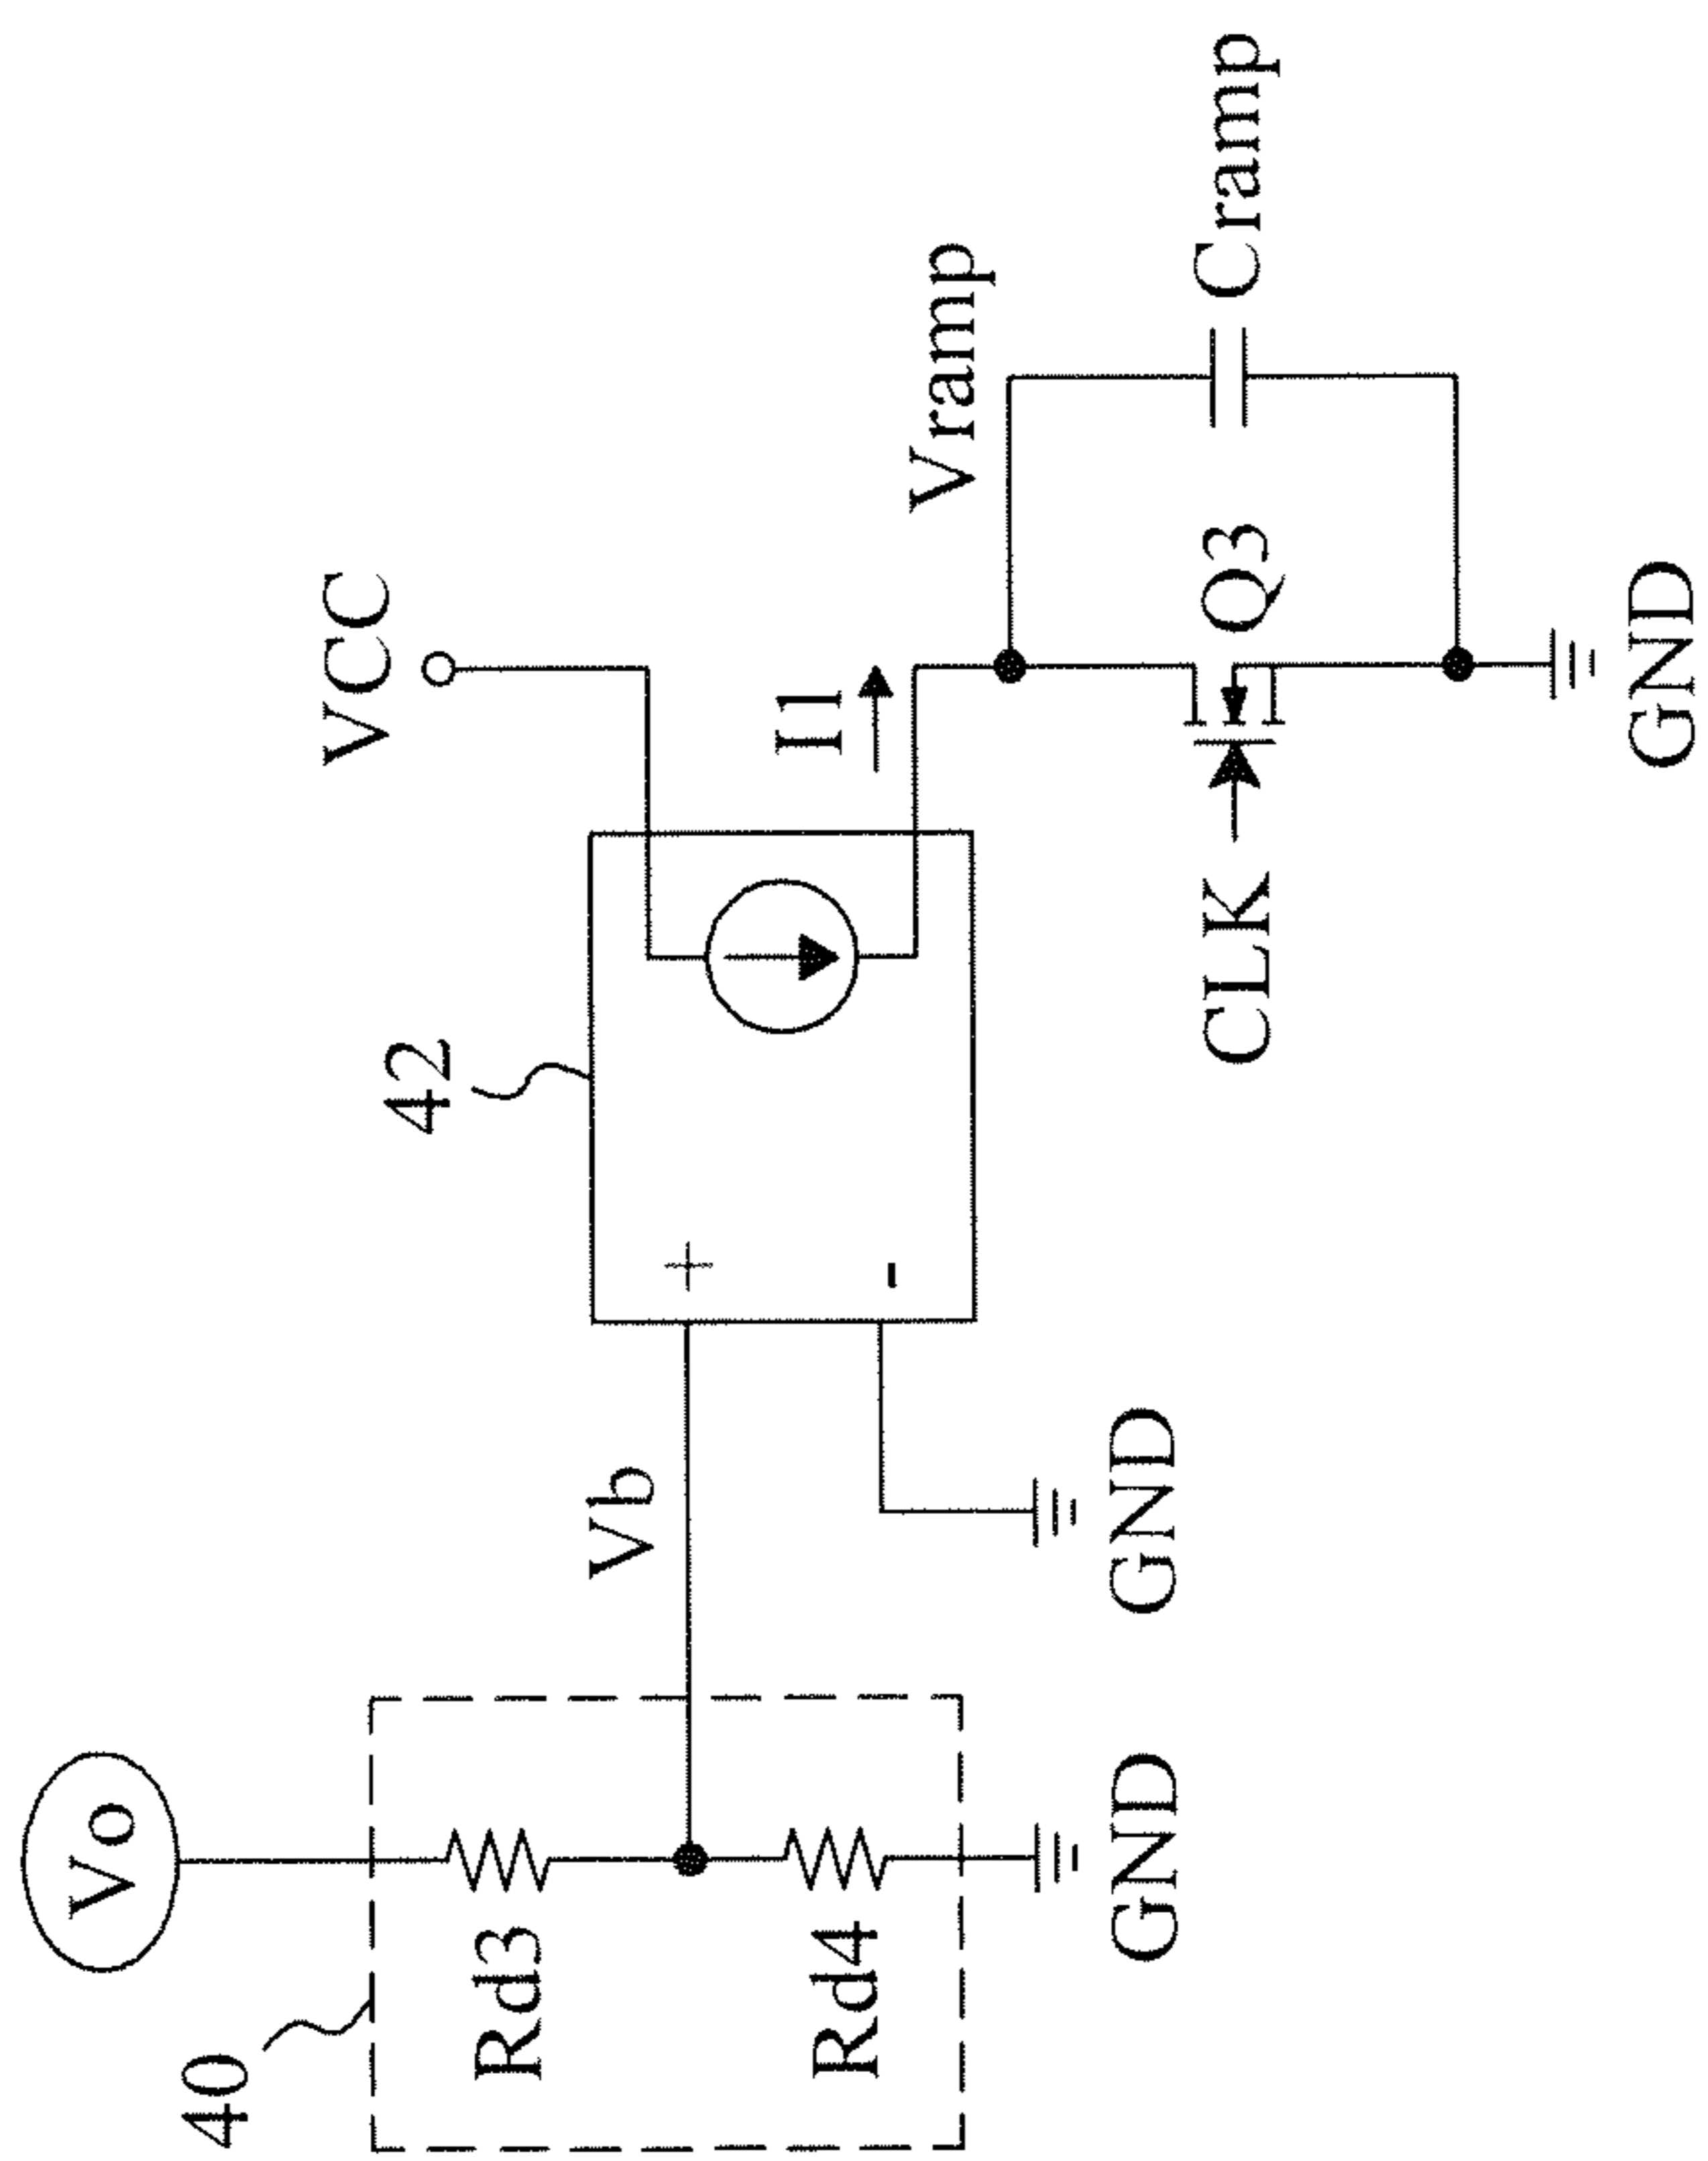 Vo
40
Rd3
Rd4
GND
Vb
GND
42
+
-
VCC
I1
Vramp
CLK
Q3
Cramp
GND